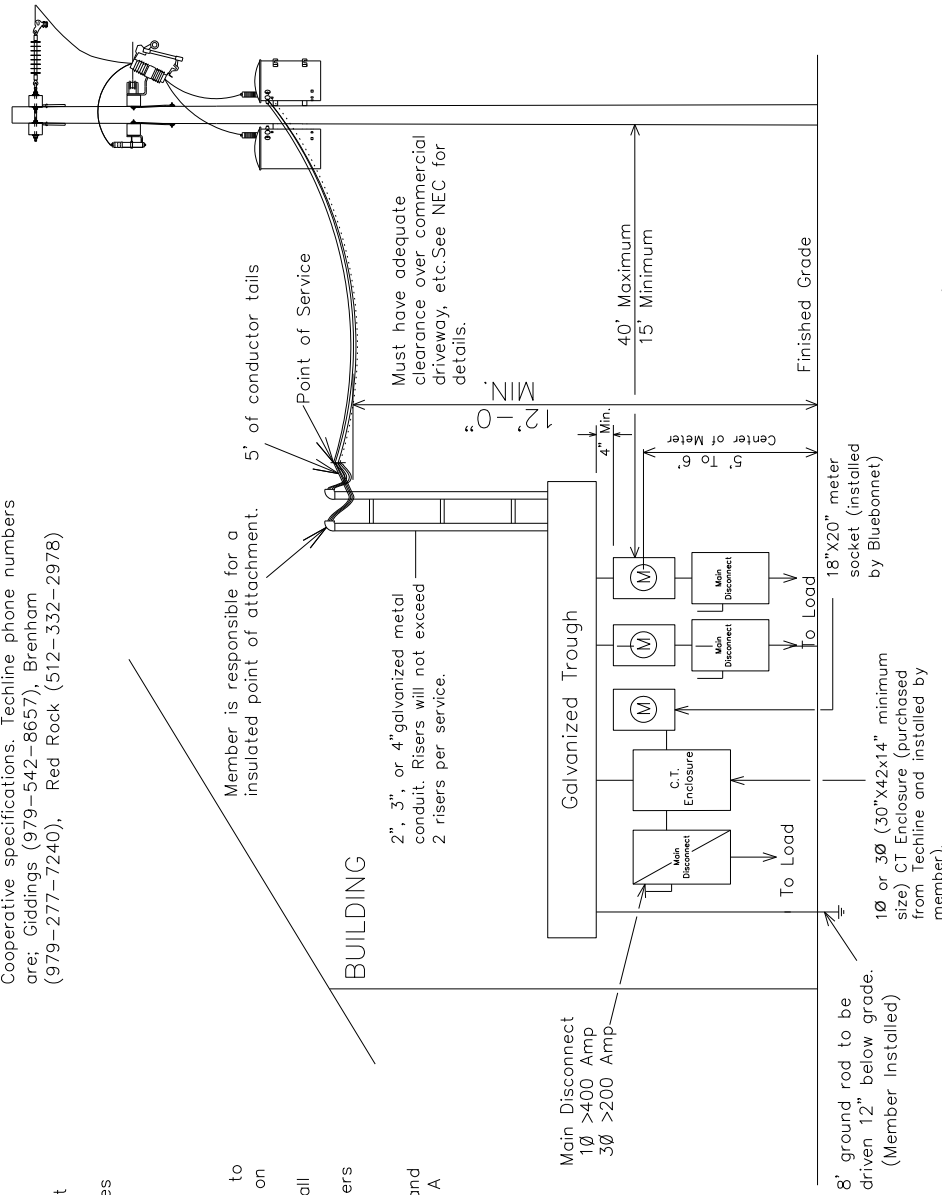 Cooperative specifications. Techline phone numbers
are; Giddings (979-542-8657), Brenham
(979-277-7240), Red Rock (512-332-2978)
t
es
to
on
all
ers
and
A
BUILDING
Member is responsible for a
insulated point of attachment.
5' of conductor tails
Point of Service
2", 3", or 4"galvanized metal
conduit. Risers will not exceed
2 risers per service.
Must have adequate
clearance over commercial
driveway, etc.See NEC for
details.
12'-0"
MIN.
40' Maximum
15' Minimum
Finished Grade
4" Min.
5' To 6'
Center of Meter
Galvanized Trough
M
M
M
Main
Disconnect
Main
Disconnect
C.T.
Enclosure
Main
Disconnect
To Load
To Load
Main Disconnect
1Ø >400 Amp
3Ø >200 Amp
8' ground rod to be
driven 12" below grade.
(Member Installed)
1Ø or 3Ø (30"X42x14" minimum
size) CT Enclosure (purchased
from Techline and installed by
member).
18"X20" meter
socket (installed
by Bluebonnet)